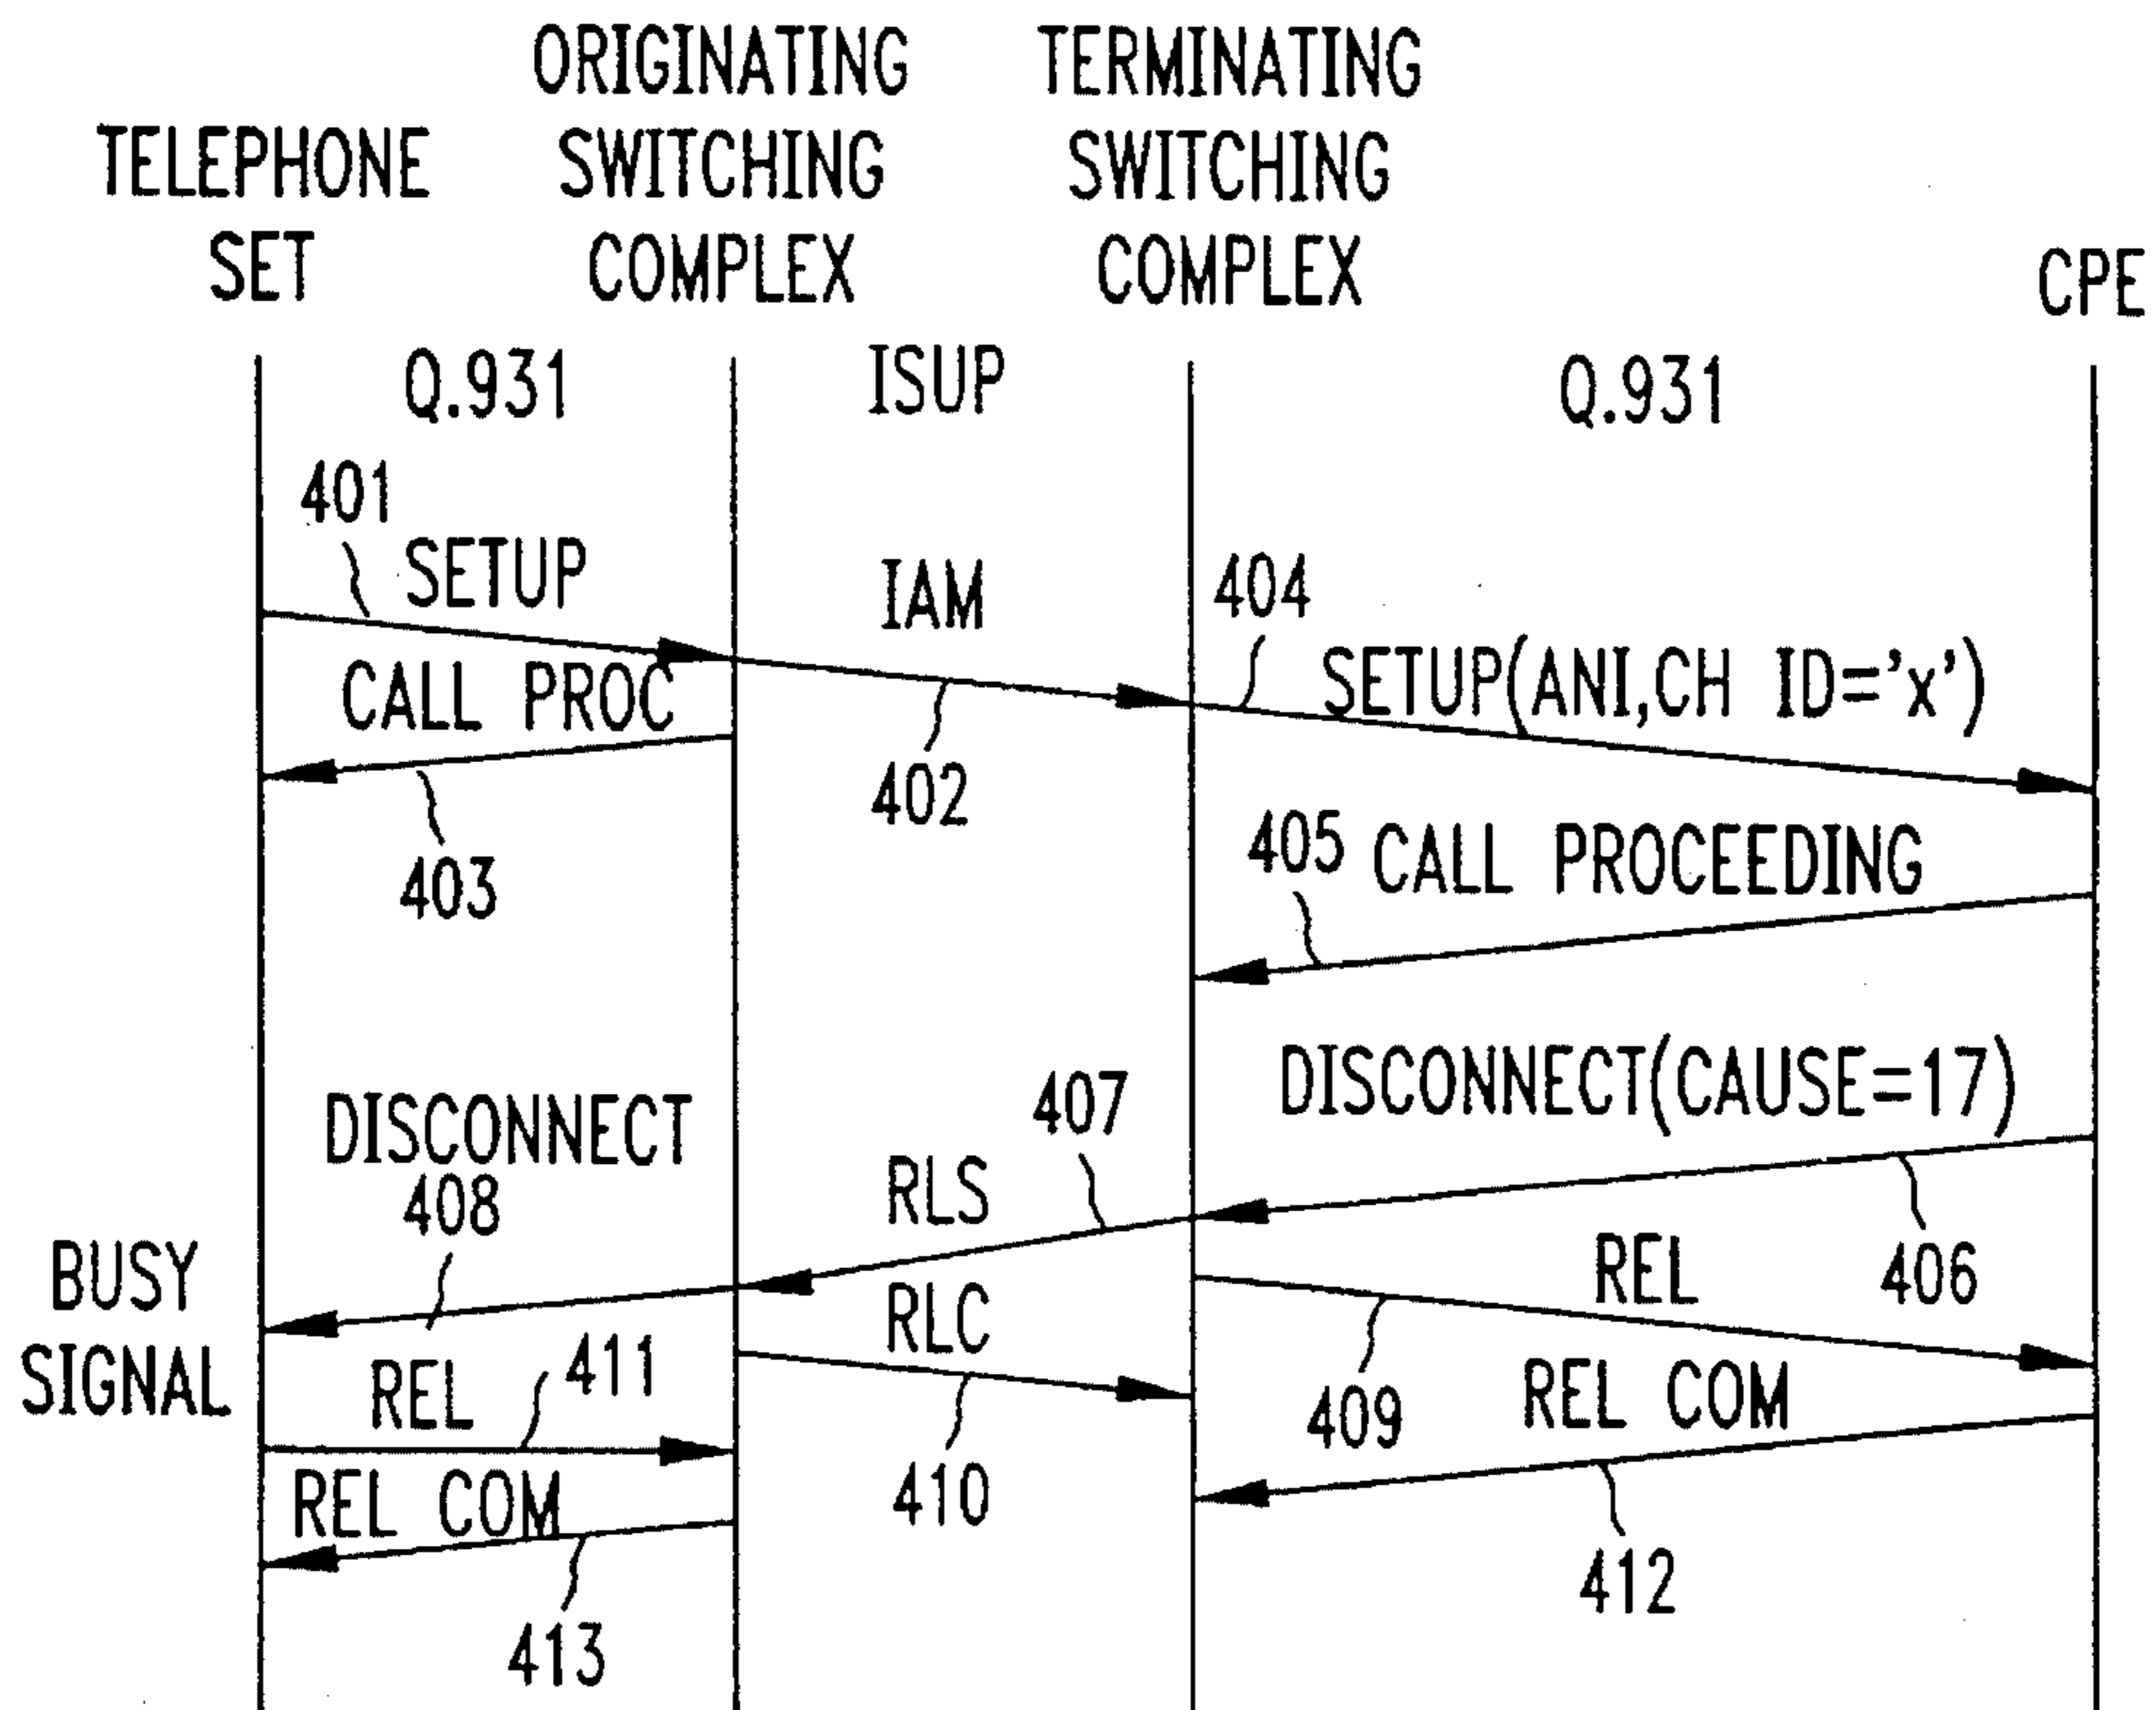 TELEPHONE
SET
ORIGINATING
SWITCHING
COMPLEX
TERMINATING
SWITCHING
COMPLEX
CPE
Q.931
ISUP
Q.931
401
SETUP
IAM
404
SETUP(ANI,CH ID='x')
CALL PROC
402
403
405
CALL PROCEEDING
DISCONNECT(CAUSE=17)
407
DISCONNECT
408
RLS
406
BUSY
SIGNAL
REL
RLC
411
REL
409
REL COM
410
REL COM
412
413